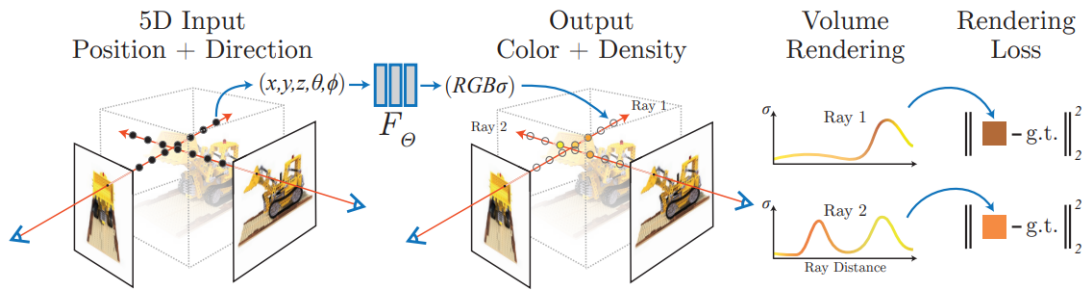 5D Input
Position + Direction
Output
Color + Density
Volume
Rendering
Rendering
Loss
(x,y,z,θ,ϕ)
F_Θ
(RGBσ)
Ray 1
Ray 2
σ
Ray 1
‖ – g.t. ‖₂²
σ
Ray 2
‖ – g.t. ‖₂²
Ray Distance